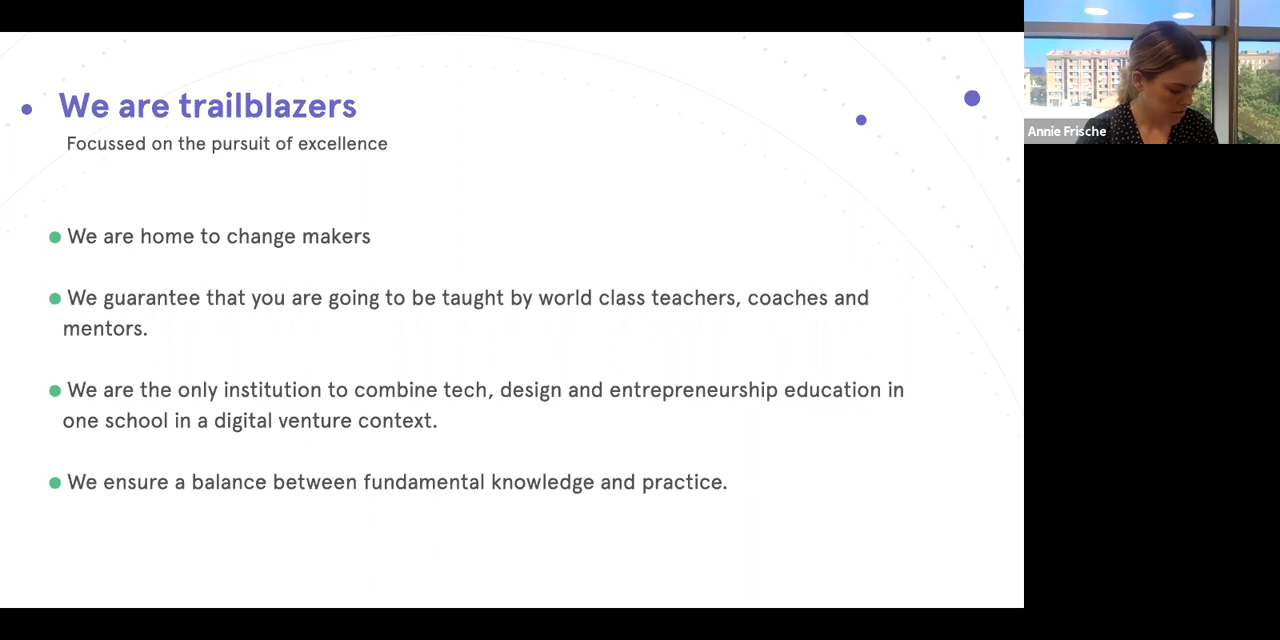 We are trailblazers
Focussed on the pursuit of excellence
We are home to change makers
We guarantee that you are going to be taught by world class teachers, coaches and
mentors.
We are the only institution to combine tech, design and entrepreneurship education in
one school in a digital venture context.
We ensure a balance between fundamental knowledge and practice.
Annie Frische